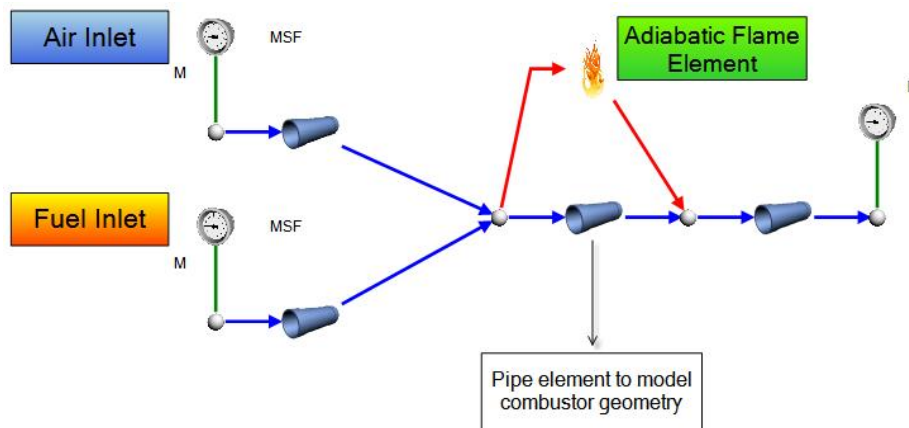 Air Inlet
MSF
M
Adiabatic Flame
Element
Fuel Inlet
MSF
M
Pipe element to model
combustor geometry